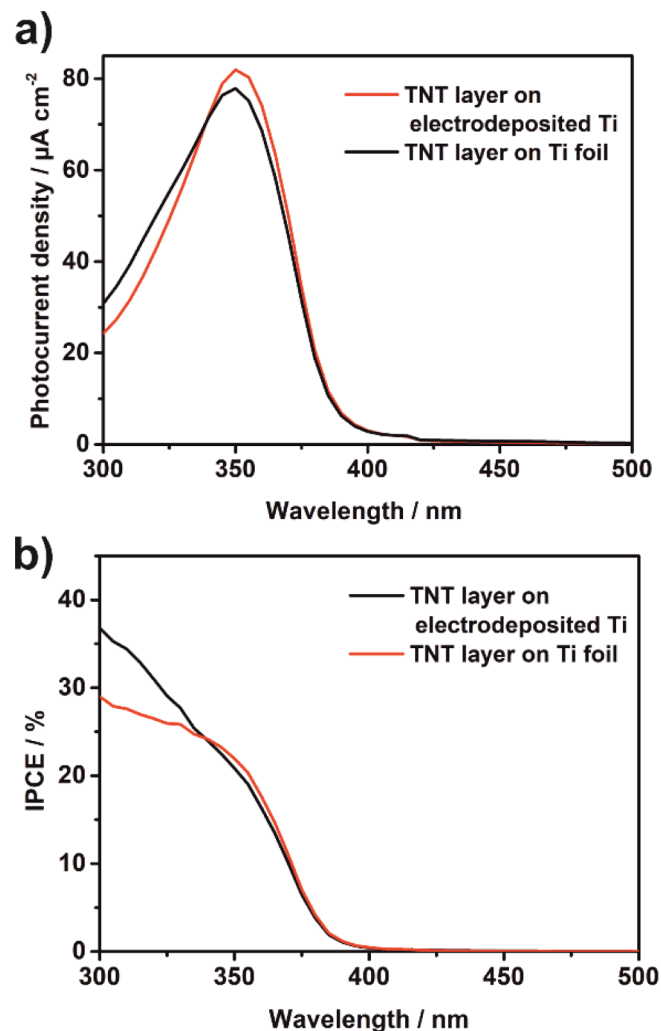 a)
80
60
40
20
0
Photocurrent density / µA cm⁻²
TNT layer on
electrodeposited Ti
TNT layer on Ti foil
300 350 400 450 500
Wavelength / nm
b)
40
30
20
10
0
IPCE / %
TNT layer on
electrodeposited Ti
TNT layer on Ti foil
300 350 400 450 500
Wavelength / nm